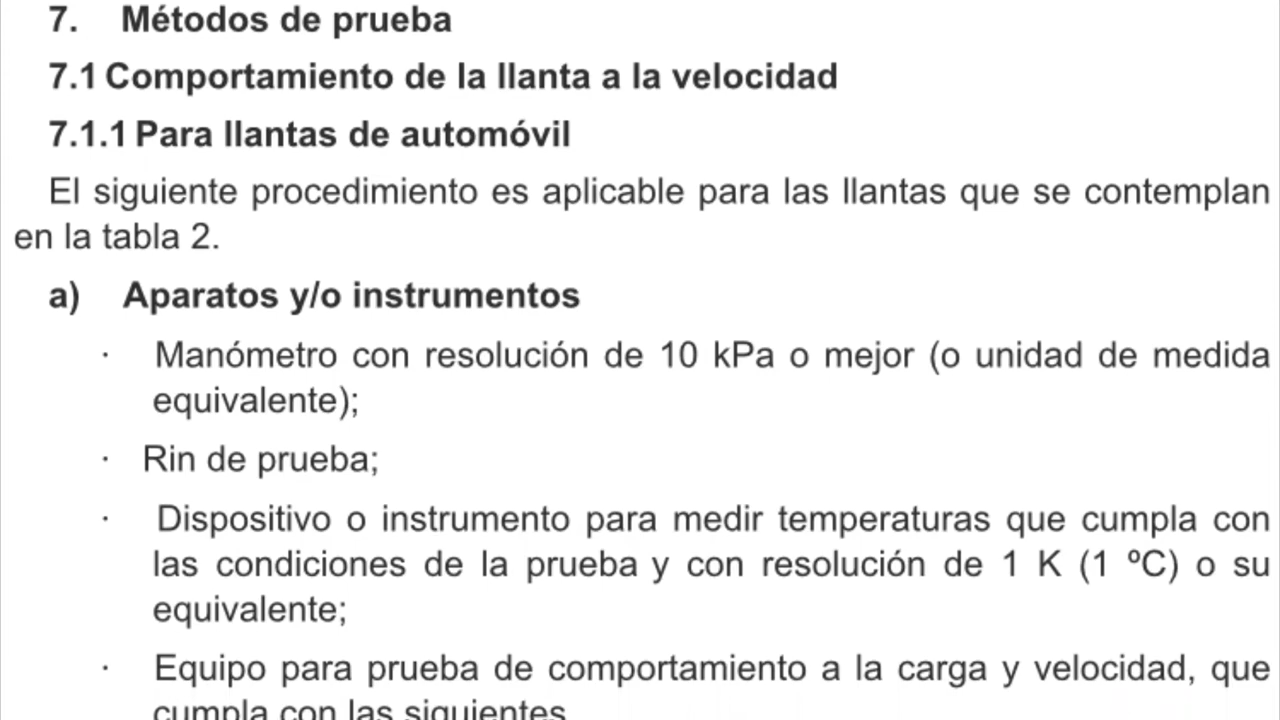 7. Métodos de prueba
7.1 Comportamiento de la llanta a la velocidad
7.1.1 Para llantas de automóvil
El siguiente procedimiento es aplicable para las llantas que se contemplan
en la tabla 2.
a) Aparatos y/o instrumentos
· Manómetro con resolución de 10 kPa o mejor (o unidad de medida
equivalente);
· Rin de prueba;
· Dispositivo o instrumento para medir temperaturas que cumpla con
las condiciones de la prueba y con resolución de 1 K (1 ºC) o su
equivalente;
· Equipo para prueba de comportamiento a la carga y velocidad, que
cumpla con las siguientes